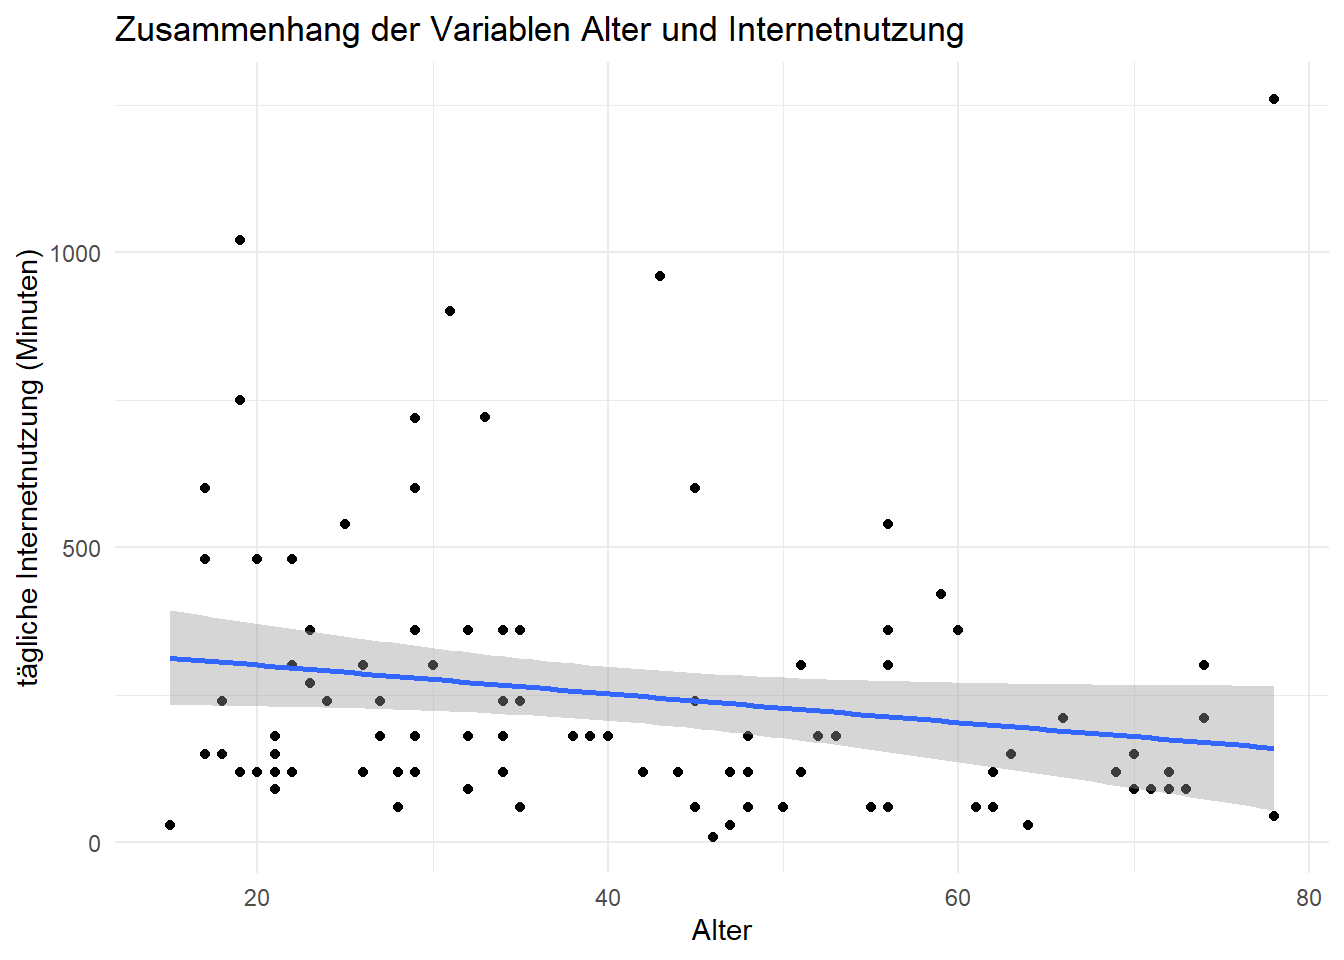 Zusammenhang der Variablen Alter und Internetnutzung
tägliche Internetnutzung (Minuten)
1000
500
0
20 40 60 80
Alter